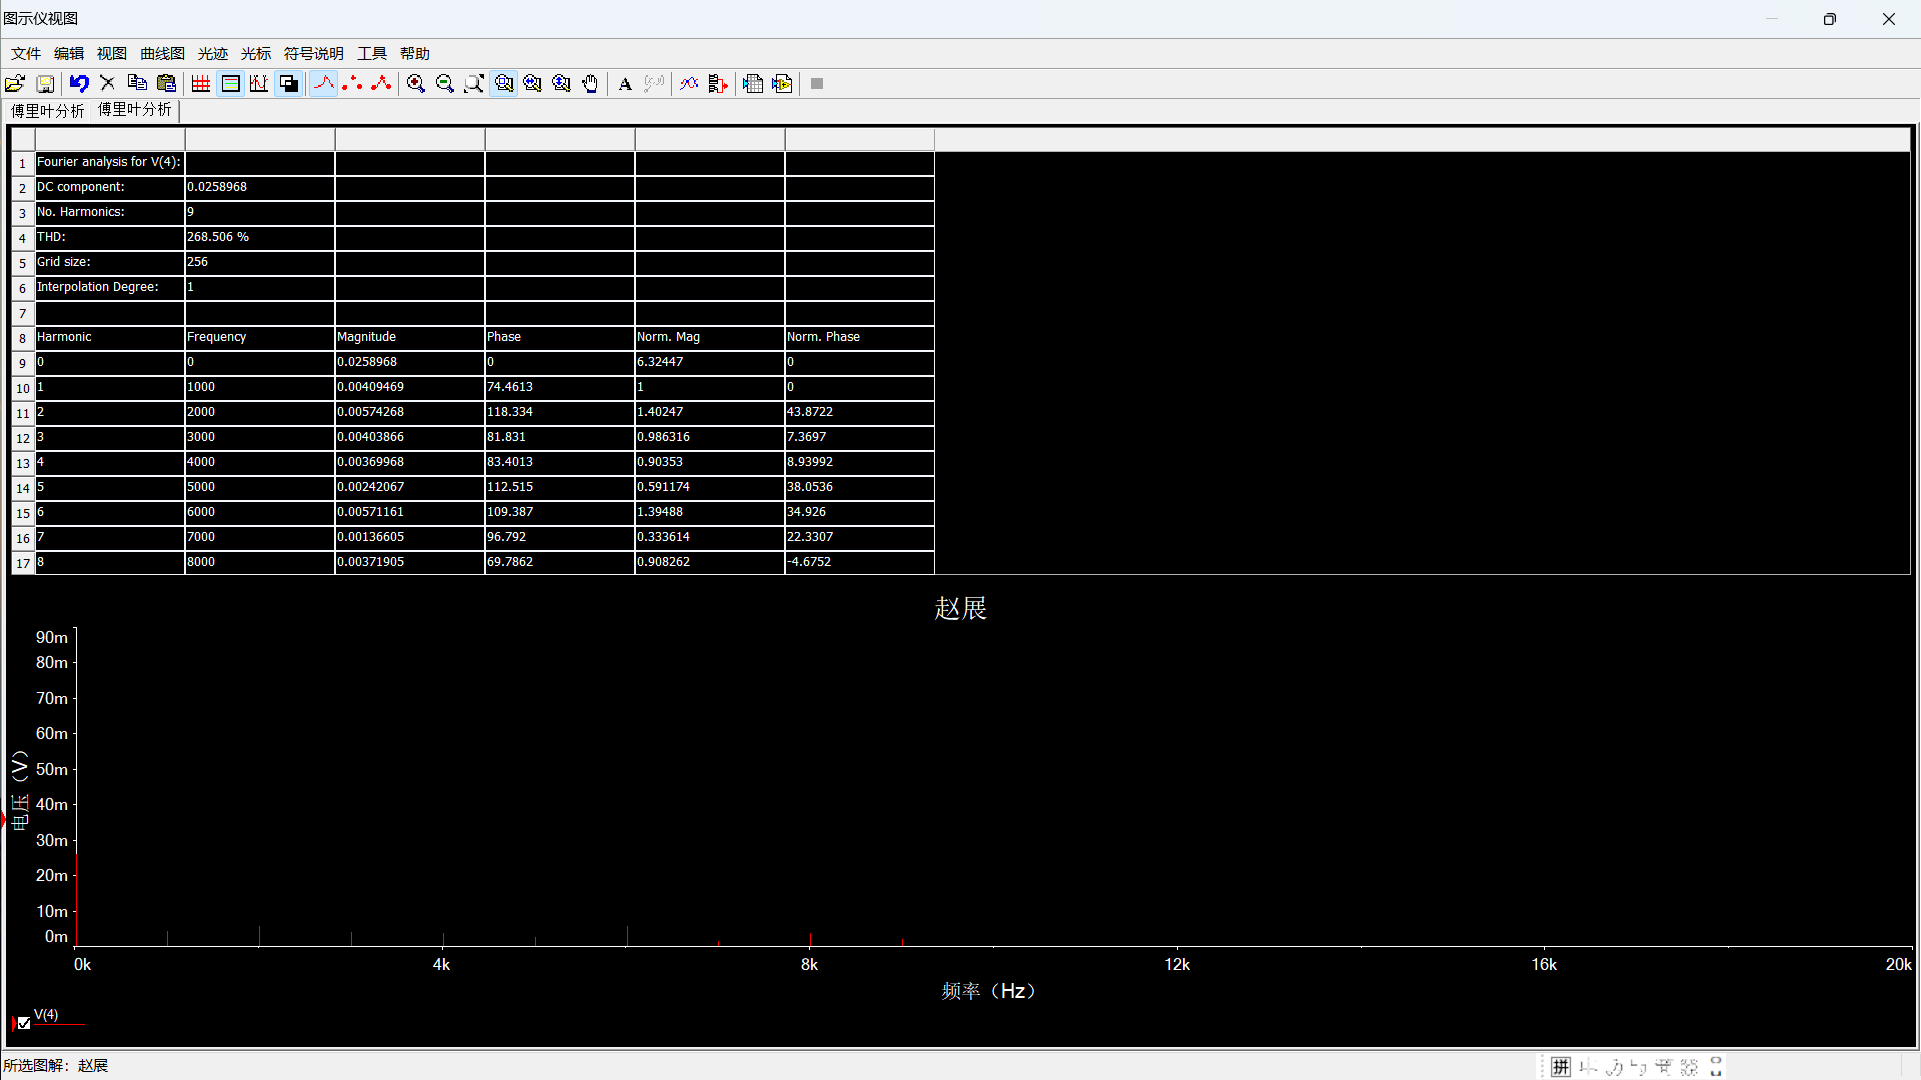 图示仪视图
文件 编辑 视图 曲线图 光迹 光标 符号说明 工具 帮助
傅里叶分析 傅里叶分析
1 Fourier analysis for V(4):
2 DC component: 0.0258968
3 No. Harmonics: 9
4 THD: 268.506 %
5 Grid size: 256
6 Interpolation Degree: 1
7
8 Harmonic Frequency Magnitude Phase Norm. Mag Norm. Phase
9 0 0 0.0258968 0 6.32447 0
10 1 1000 0.00409469 74.4613 1 0
11 2 2000 0.00574268 118.334 1.40247 43.8722
12 3 3000 0.00403866 81.831 0.986316 7.3697
13 4 4000 0.00369968 83.4013 0.90353 8.93992
14 5 5000 0.00242067 112.515 0.591174 38.0536
15 6 6000 0.00571161 109.387 1.39488 34.926
16 7 7000 0.00136605 96.792 0.333614 22.3307
17 8 8000 0.00371905 69.7862 0.908262 -4.6752
赵展
90m
80m
70m
60m
50m
40m
30m
20m
10m
0m
电压（V）
0k 4k 8k 12k 16k 20k
频率（Hz）
V(4)
所选图解：赵展
拼